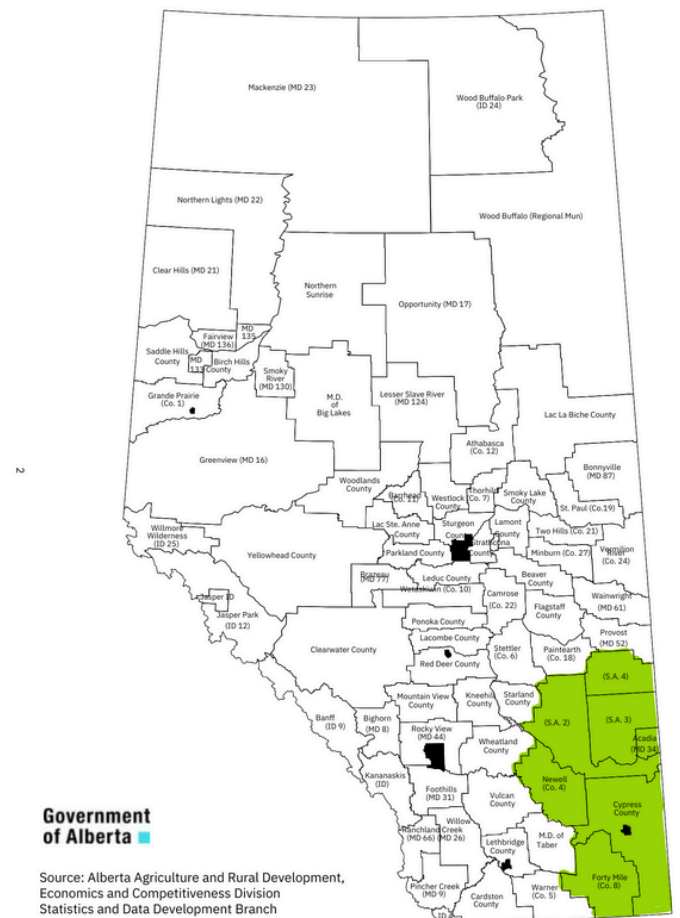 Mackenzie (MD 23)
Wood Buffalo Park
(ID 24)
Northern Lights (MD 22)
Wood Buffalo (Regional Mun)
Clear Hills (MD 21)
Northern
Sunrise
Opportunity (MD 17)
MD
135
Fairview
(MD 136)
Saddle Hills
County
MD
133
Birch Hills
County
Smoky
River
(MD 130)
M.D.
of
Big Lakes
Lesser Slave River
(MD 124)
Grande Prairie
(Co. 1)
Lac La Biche County
Athabasca
(Co. 12)
Greenview (MD 16)
Bonnyville
(MD 87)
Woodlands
County
Barrhead
(Co. 11)
Westlock
County
Thorhild
(Co. 7)
Smoky Lake
County
St. Paul (Co.19)
2
Willmore
Wilderness
(ID 25)
Lac Ste. Anne
County
Sturgeon
County
Lamont
County
Two Hills (Co. 21)
Yellowhead County
Parkland County
Strathcona
County
Minburn (Co. 27)
Vermilion
River
(Co. 24)
Brazeau
(MD 77)
Leduc County
Beaver
County
Wetaskiwin (Co. 10)
Jasper ID
Jasper Park
(ID 12)
Camrose
(Co. 22)
Flagstaff
County
Wainwright
(MD 61)
Ponoka County
Lacombe County
Provost
(MD 52)
Clearwater County
Stettler
(Co. 6)
Paintearth
(Co. 18)
Red Deer County
(S.A. 4)
Mountain View
County
Kneehill
County
Starland
County
Banff
(ID 9)
Bighorn
(MD 8)
(S.A. 2)
(S.A. 3)
Rocky View
(MD 44)
Wheatland
County
Acadia
(MD 34)
Kananaskis
(ID)
Newell
(Co. 4)
Foothills
(MD 31)
Vulcan
County
Cypress
County
Ranchland
(MD 66)
Willow
Creek
(MD 26)
Lethbridge
County
M.D. of
Taber
Pincher Creek
(MD 9)
Cardston
County
Warner
(Co. 5)
Forty Mile
(Co. 8)
Government
of Alberta
Source: Alberta Agriculture and Rural Development,
Economics and Competitiveness Division
Statistics and Data Development Branch